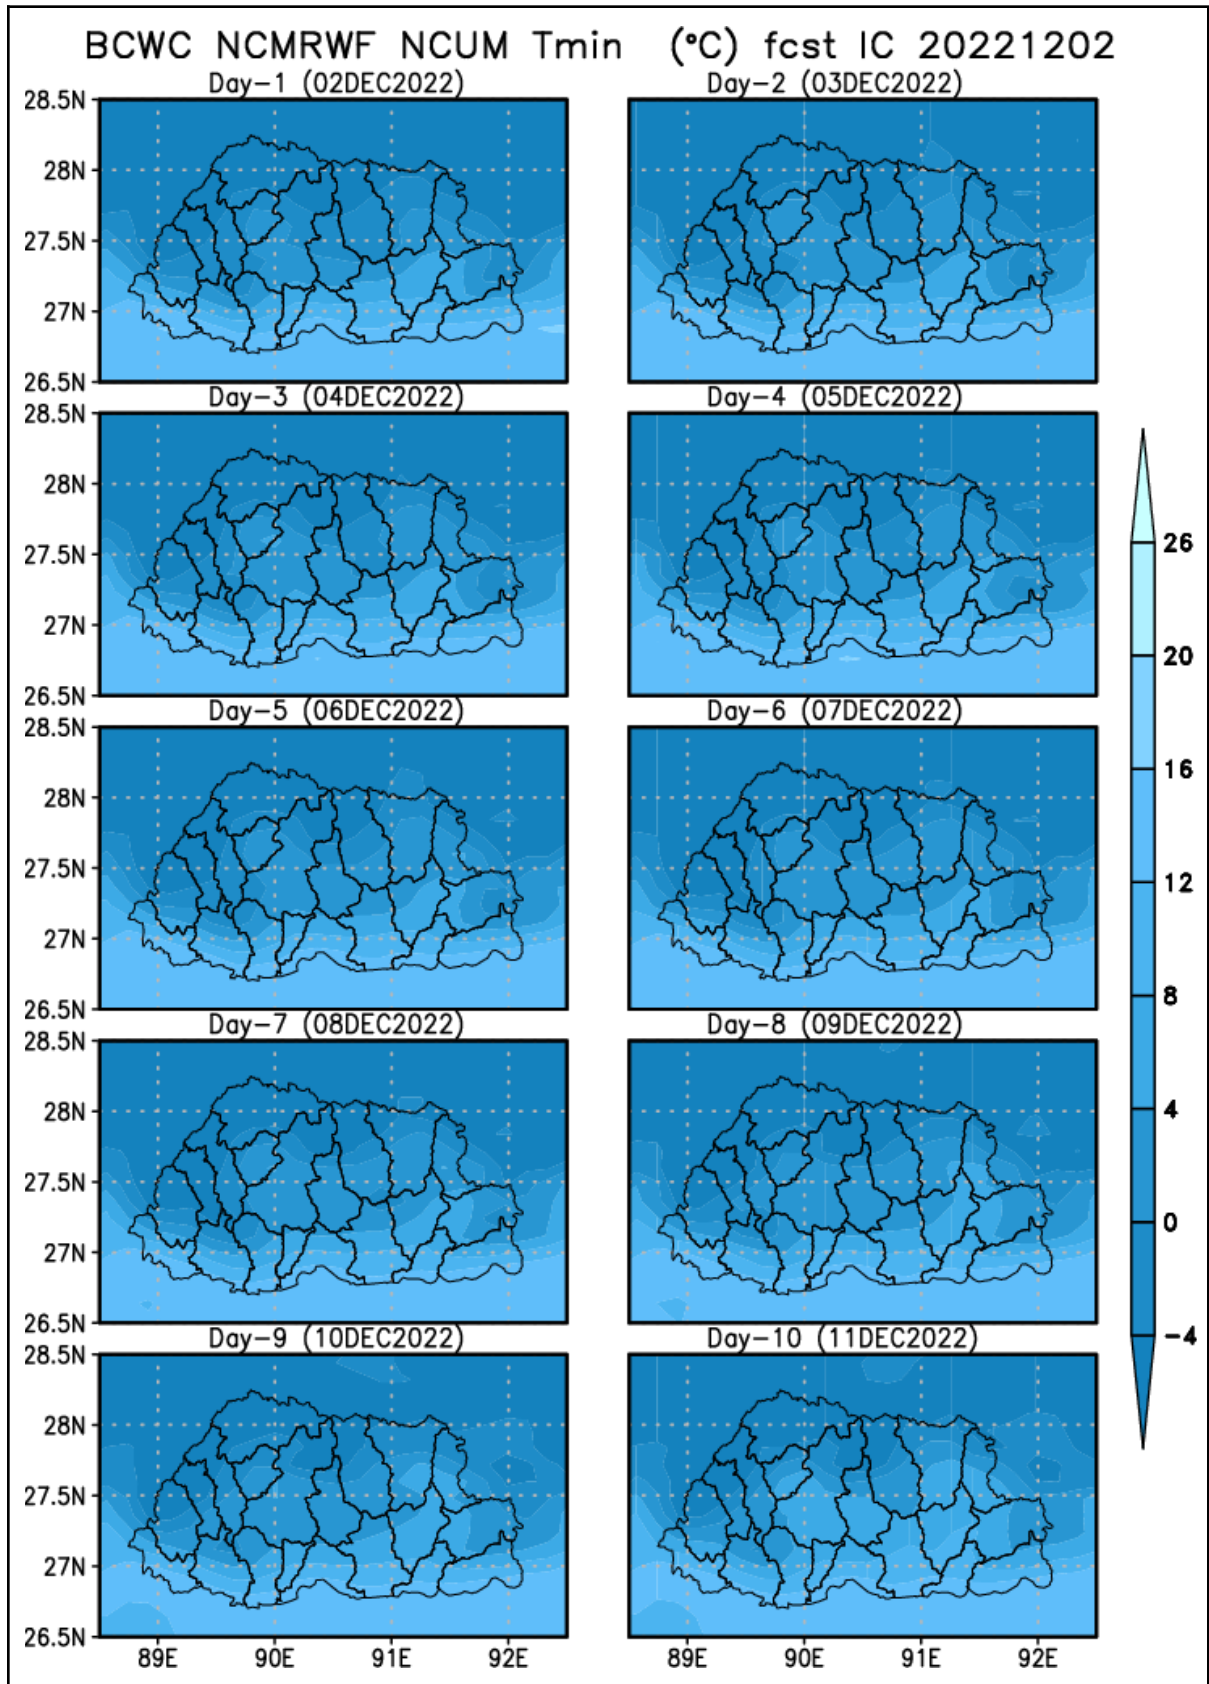 BCWC NCMRWF NCUM Tmin (°C) fcst IC 20221202
Day-1 (02DEC2022) Day-2 (03DEC2022)
28.5N
28N
27.5N
27N
26.5N
Day-3 (04DEC2022) Day-4 (05DEC2022)
28.5N
28N
27.5N
27N
26.5N
Day-5 (06DEC2022) Day-6 (07DEC2022)
28.5N
28N
27.5N
27N
26.5N
Day-7 (08DEC2022) Day-8 (09DEC2022)
28.5N
28N
27.5N
27N
26.5N
Day-9 (10DEC2022) Day-10 (11DEC2022)
28.5N
28N
27.5N
27N
26.5N
89E 90E 91E 92E 89E 90E 91E 92E
26
20
16
12
8
4
0
-4